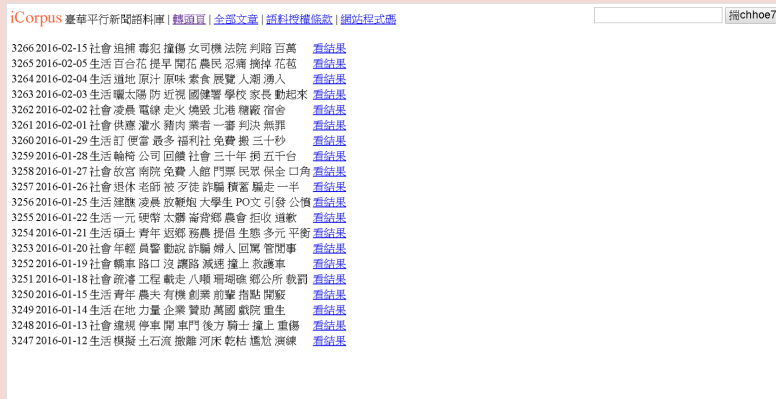 iCorpus 臺華平行新聞語料庫 | 轉頭頁 | 全部文章 | 語料授權條款 | 網站程式碼 揣chhoe7
3266 2016-02-15 社會 追捕 毒犯 撞傷 女司機 法院 判賠 百萬 看結果
3265 2016-02-05 生活 百合花 提早 開花 農民 忍痛 摘掉 花苞 看結果
3264 2016-02-04 生活 道地 原汁 原味 素食 展覽 人潮 湧入 看結果
3263 2016-02-03 生活 曬太陽 防 近視 國健署 學校 家長 動起來 看結果
3262 2016-02-02 社會 凌晨 電線 走火 燒毀 北港 糖廠 宿舍 看結果
3261 2016-02-01 社會 供應 灌水 豬肉 業者 一審 判決 無罪 看結果
3260 2016-01-29 生活 訂 便當 最多 福利社 免費 搬 三十秒 看結果
3259 2016-01-28 生活 輪椅 公司 回饋 社會 三十年 捐 五千台 看結果
3258 2016-01-27 社會 故宮 南院 免費 入館 門票 民眾 保全 口角 看結果
3257 2016-01-26 社會 退休 老師 被 歹徒 詐騙 積蓄 騙走 一半 看結果
3256 2016-01-25 生活 建醮 凌晨 放鞭炮 大學生 PO文 引發 公憤 看結果
3255 2016-01-22 生活 一元 硬幣 太髒 崙背鄉 農會 拒收 道歉 看結果
3254 2016-01-21 生活 碩士 青年 返鄉 務農 提倡 生態 多元 平衡 看結果
3253 2016-01-20 社會 年輕 員警 勸說 詐騙 婦人 回罵 管閒事 看結果
3252 2016-01-19 社會 轎車 路口 沒 讓路 減速 撞上 救護車 看結果
3251 2016-01-18 社會 疏濬 工程 載走 八噸 珊瑚礁 鄉公所 裁罰 看結果
3250 2016-01-15 生活 青年 農夫 有機 創業 前輩 指點 開竅 看結果
3249 2016-01-14 生活 在地 力量 企業 贊助 萬國 戲院 重生 看結果
3248 2016-01-13 社會 違規 停車 開 車門 後方 騎士 撞上 重傷 看結果
3247 2016-01-12 生活 模擬 土石流 撤離 河床 乾枯 尷尬 演練 看結果